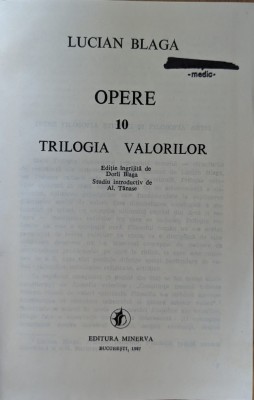 LUCIAN BLAGA
-medic-
OPERE
10
TRILOGIA VALORILOR
Ediție îngrijită de
Dorli Blaga
Studiu introductiv de
Al. Tănase
EDITURA MINERVA
BUCUREȘTI, 1987